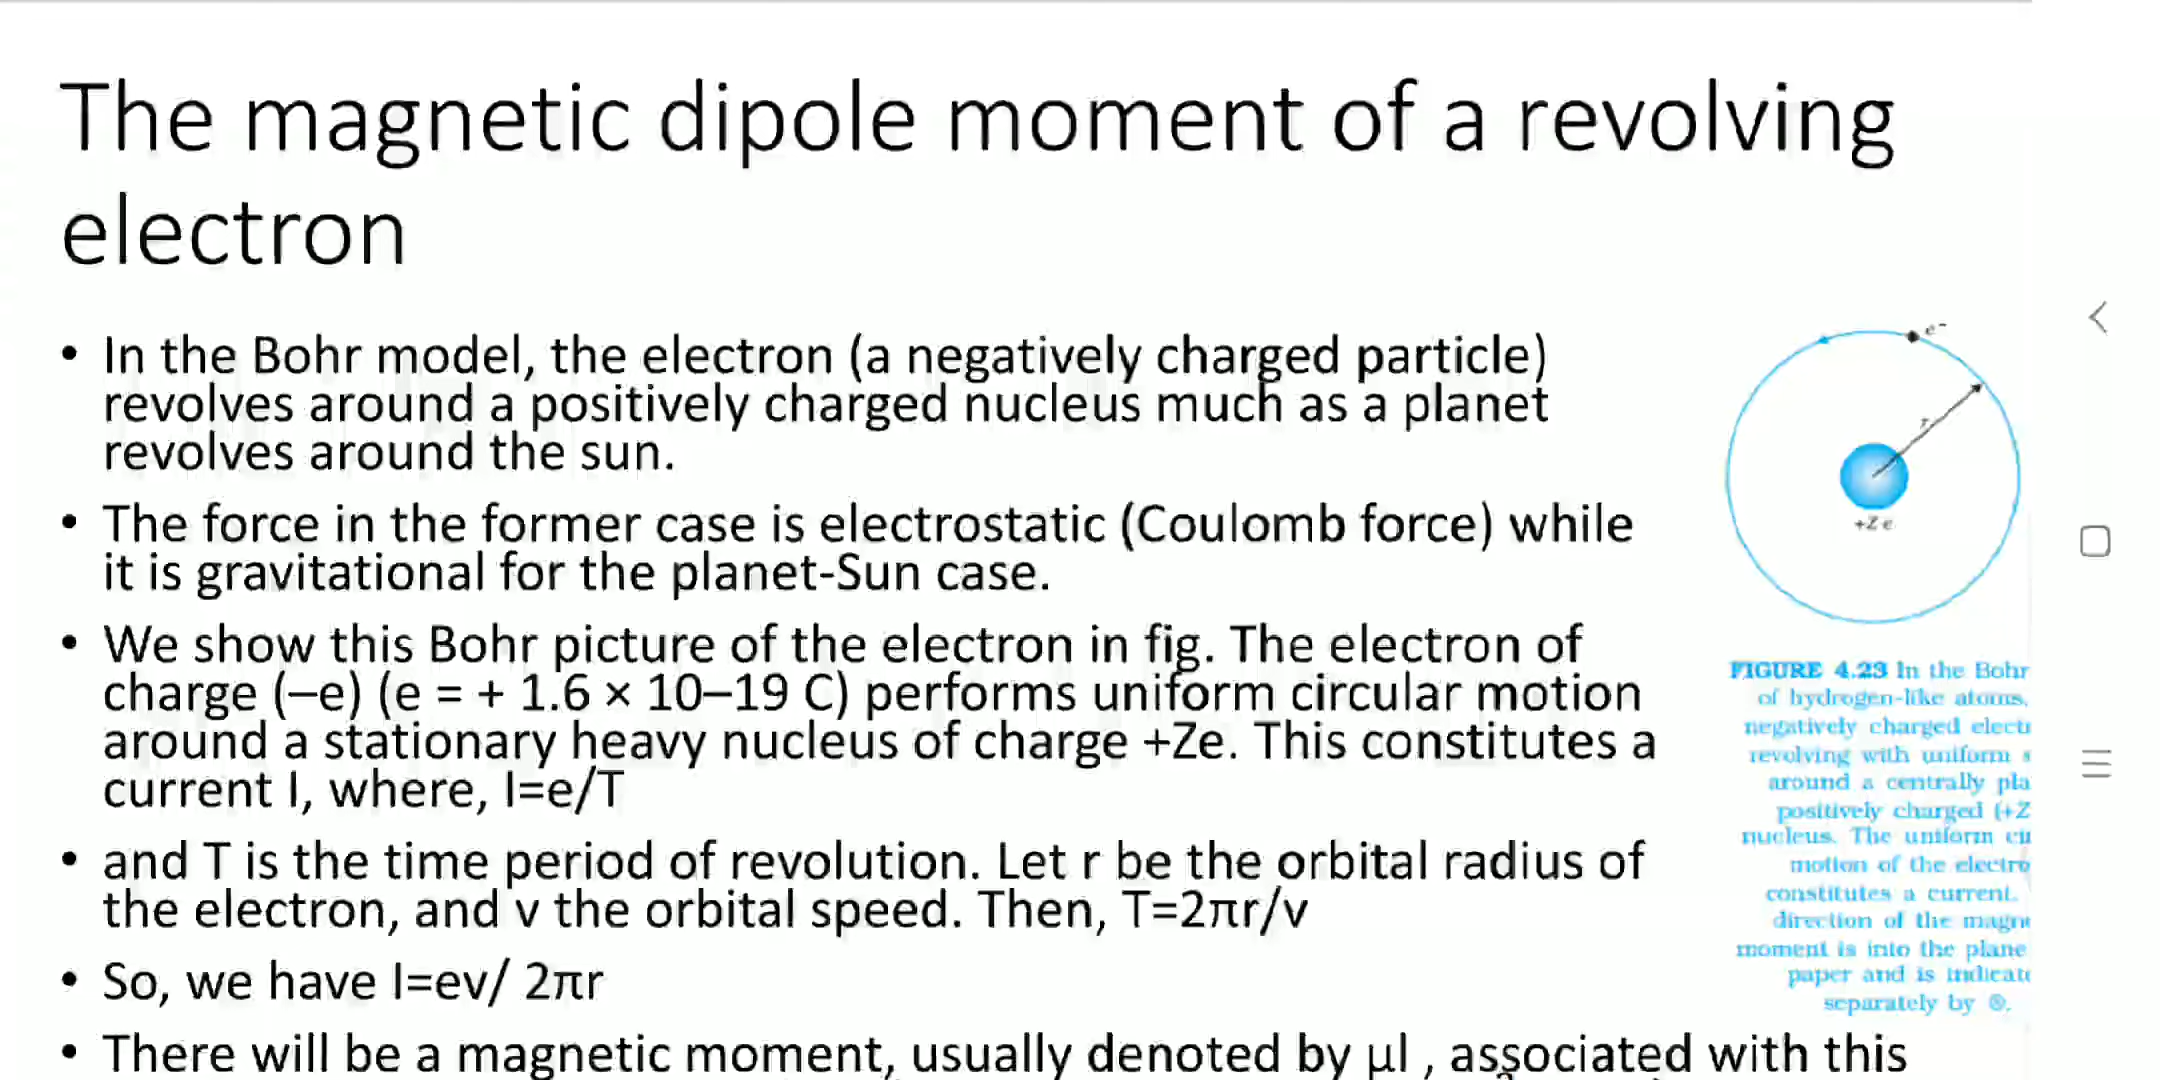 The magnetic dipole moment of a revolving
electron
• In the Bohr model, the electron (a negatively charged particle)
revolves around a positively charged nucleus much as a planet
revolves around the sun.
• The force in the former case is electrostatic (Coulomb force) while
it is gravitational for the planet-Sun case.
• We show this Bohr picture of the electron in fig. The electron of
charge (–e) (e = + 1.6 × 10–19 C) performs uniform circular motion
around a stationary heavy nucleus of charge +Ze. This constitutes a
current I, where, I=e/T
• and T is the time period of revolution. Let r be the orbital radius of
the electron, and v the orbital speed. Then, T=2πr/v
• So, we have I=ev/ 2πr
• There will be a magnetic moment, usually denoted by µl , associated with this
e⁻
r
+Ze
FIGURE 4.23 In the Bohr
of hydrogen-like atoms,
negatively charged
revolving with uniform
around a centrally
positively charged (+Z
nucleus. The uniform
motion of the
constitutes a current.
direction of the
moment is into the plane
paper and is
separately by ⊗.